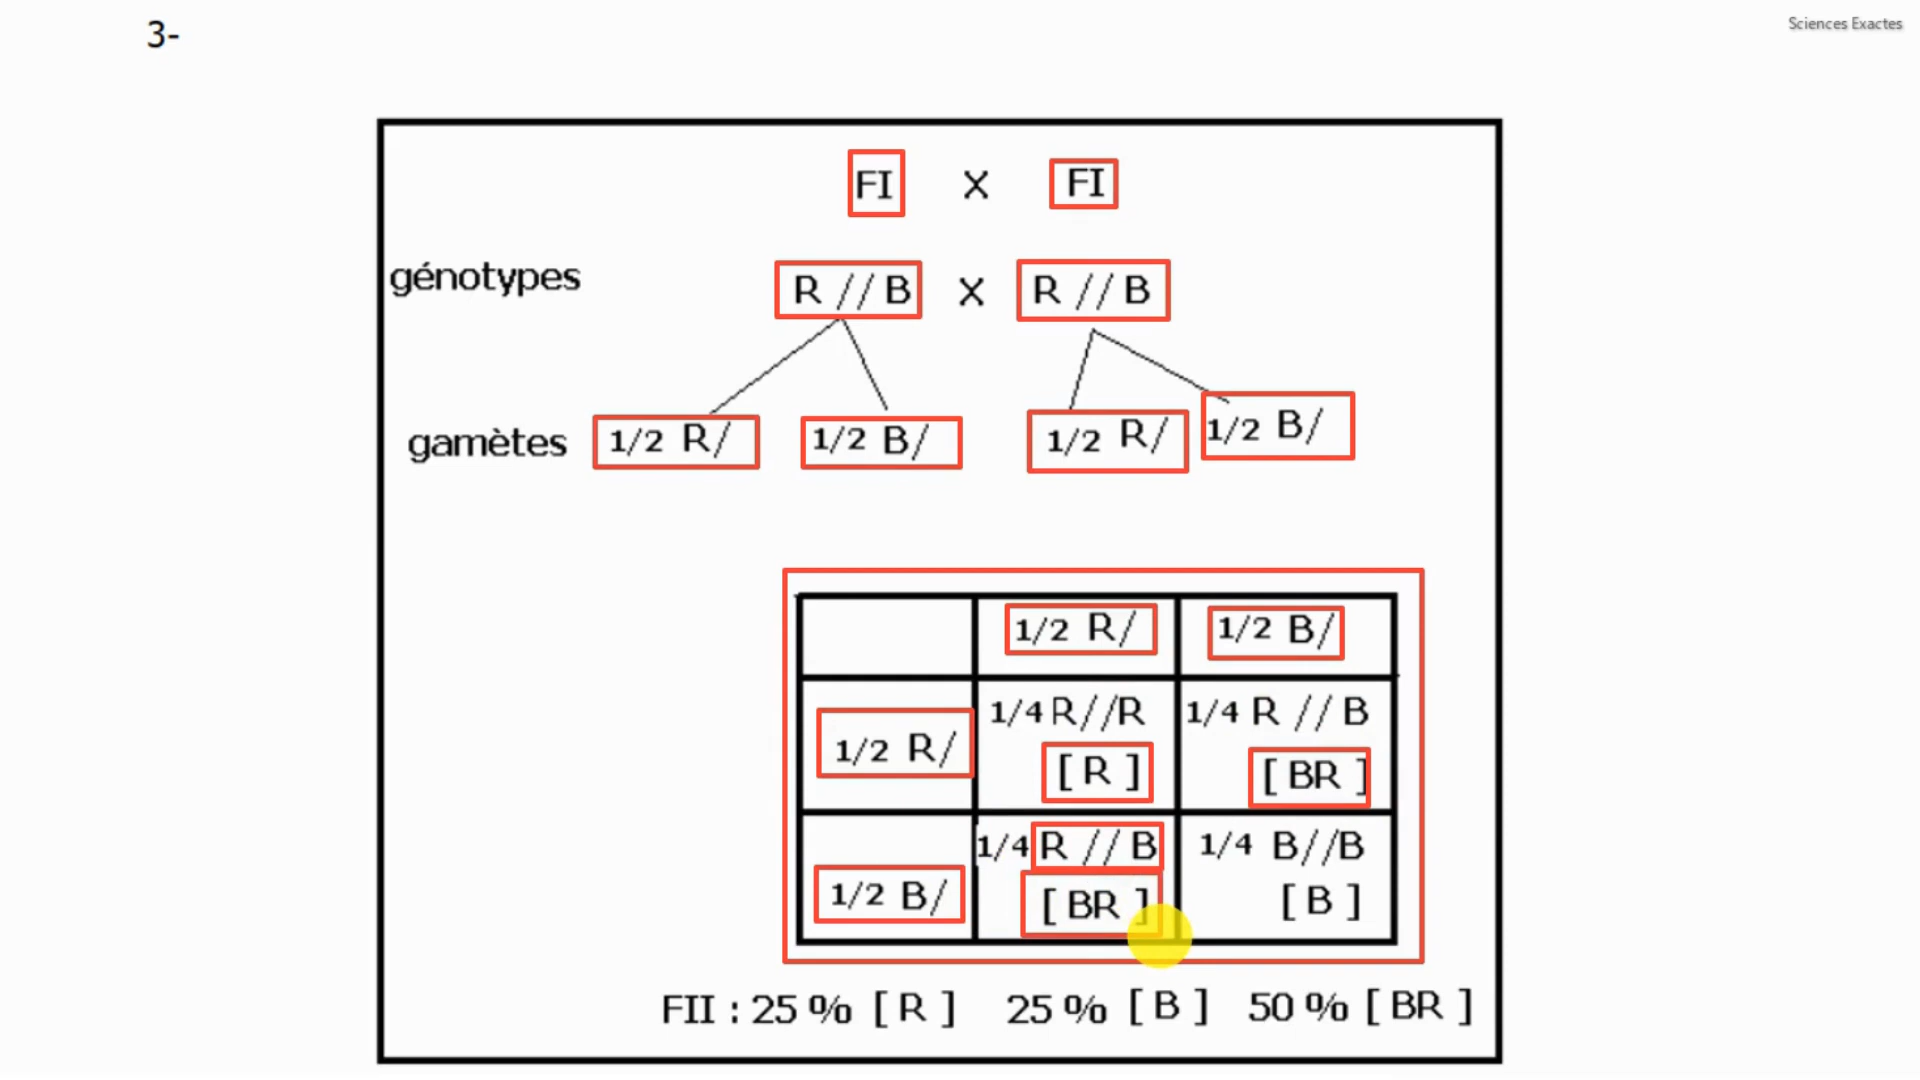 3-
Sciences Exactes
FI X FI
génotypes R // B X R // B
gamètes 1/2 R/ 1/2 B/ 1/2 R/ 1/2 B/
1/2 R/ 1/2 B/
1/2 R/ 1/4 R//R [ R ] 1/4 R // B [ BR ]
1/2 B/ 1/4 R // B [ BR ] 1/4 B//B [ B ]
FII : 25 % [ R ] 25 % [ B ] 50 % [ BR ]